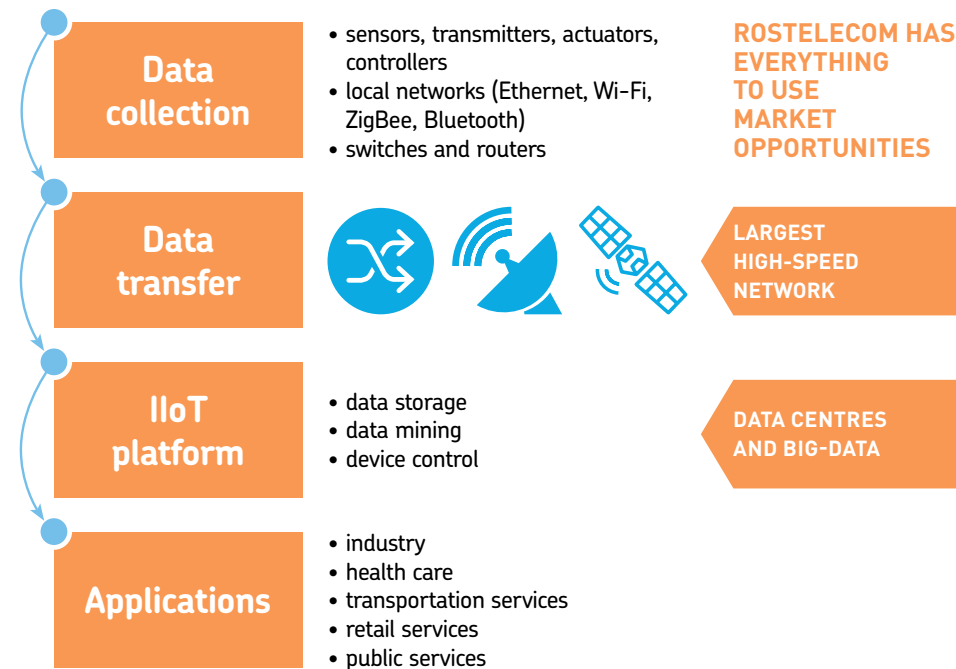 Data
collection
• sensors, transmitters, actuators,
controllers
• local networks (Ethernet, Wi-Fi,
ZigBee, Bluetooth)
• switches and routers
ROSTELECOM HAS
EVERYTHING
TO USE
MARKET
OPPORTUNITIES
Data
transfer
LARGEST
HIGH-SPEED
NETWORK
IIoT
platform
• data storage
• data mining
• device control
DATA CENTRES
AND BIG-DATA
Applications
• industry
• health care
• transportation services
• retail services
• public services